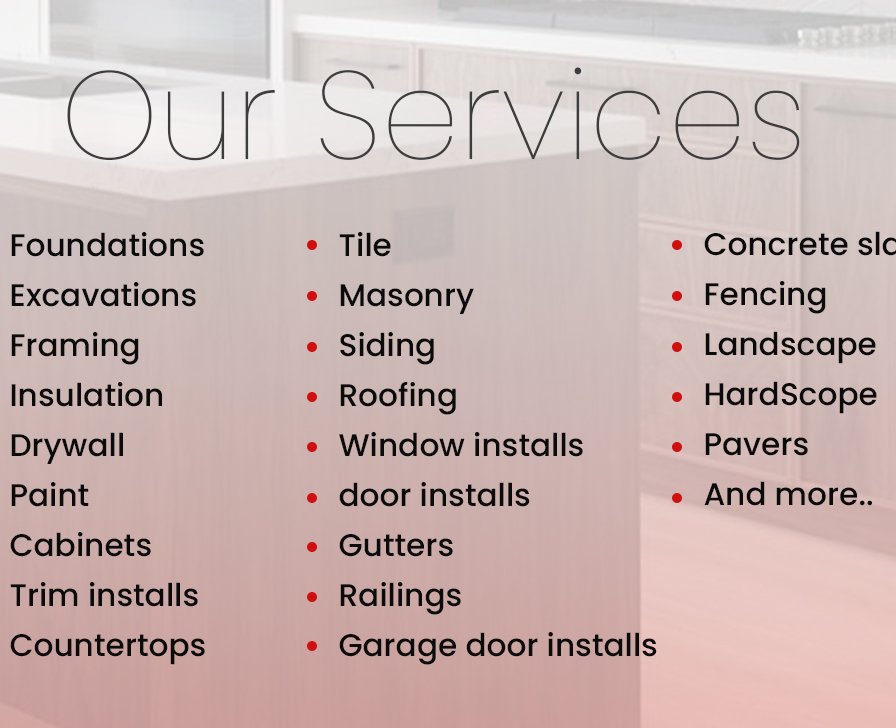 Our Services
Foundations
Excavations
Framing
Insulation
Drywall
Paint
Cabinets
Trim installs
Countertops
Tile
Masonry
Siding
Roofing
Window installs
door installs
Gutters
Railings
Garage door installs
Concrete
Fencing
Landscape
HardScope
Pavers
And more..